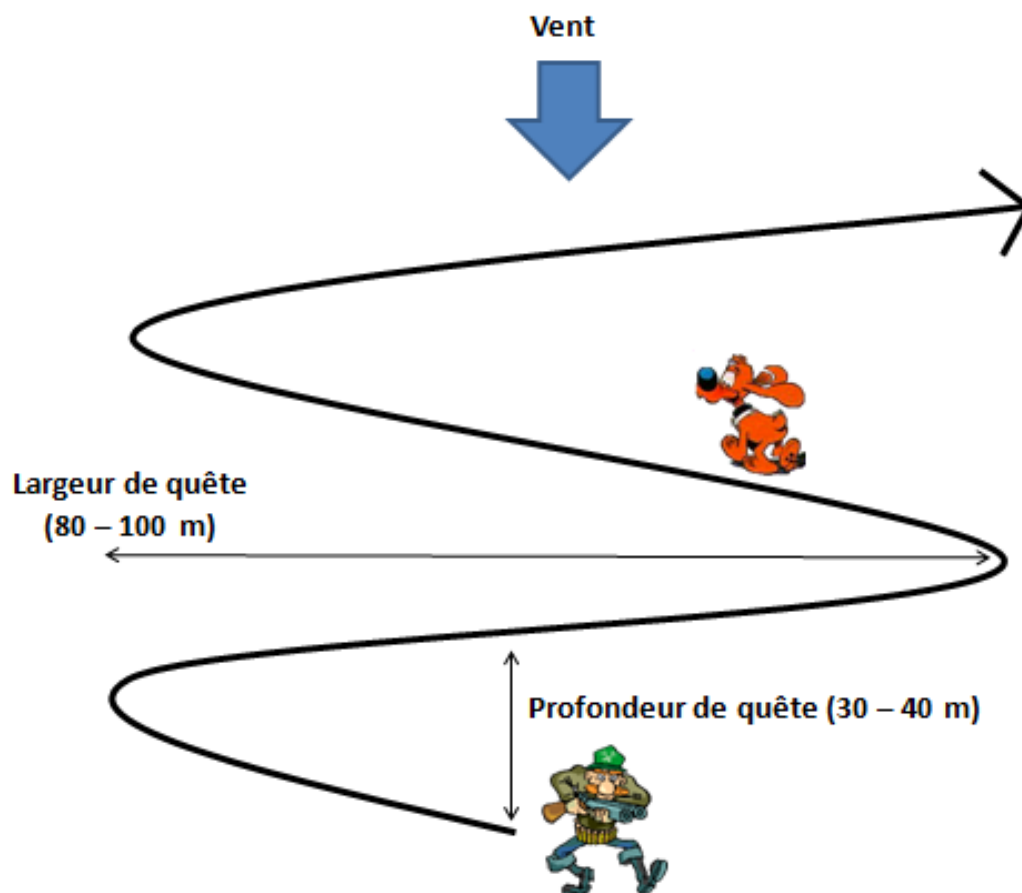 Vent
Largeur de quête
(80 – 100 m)
Profondeur de quête (30 – 40 m)